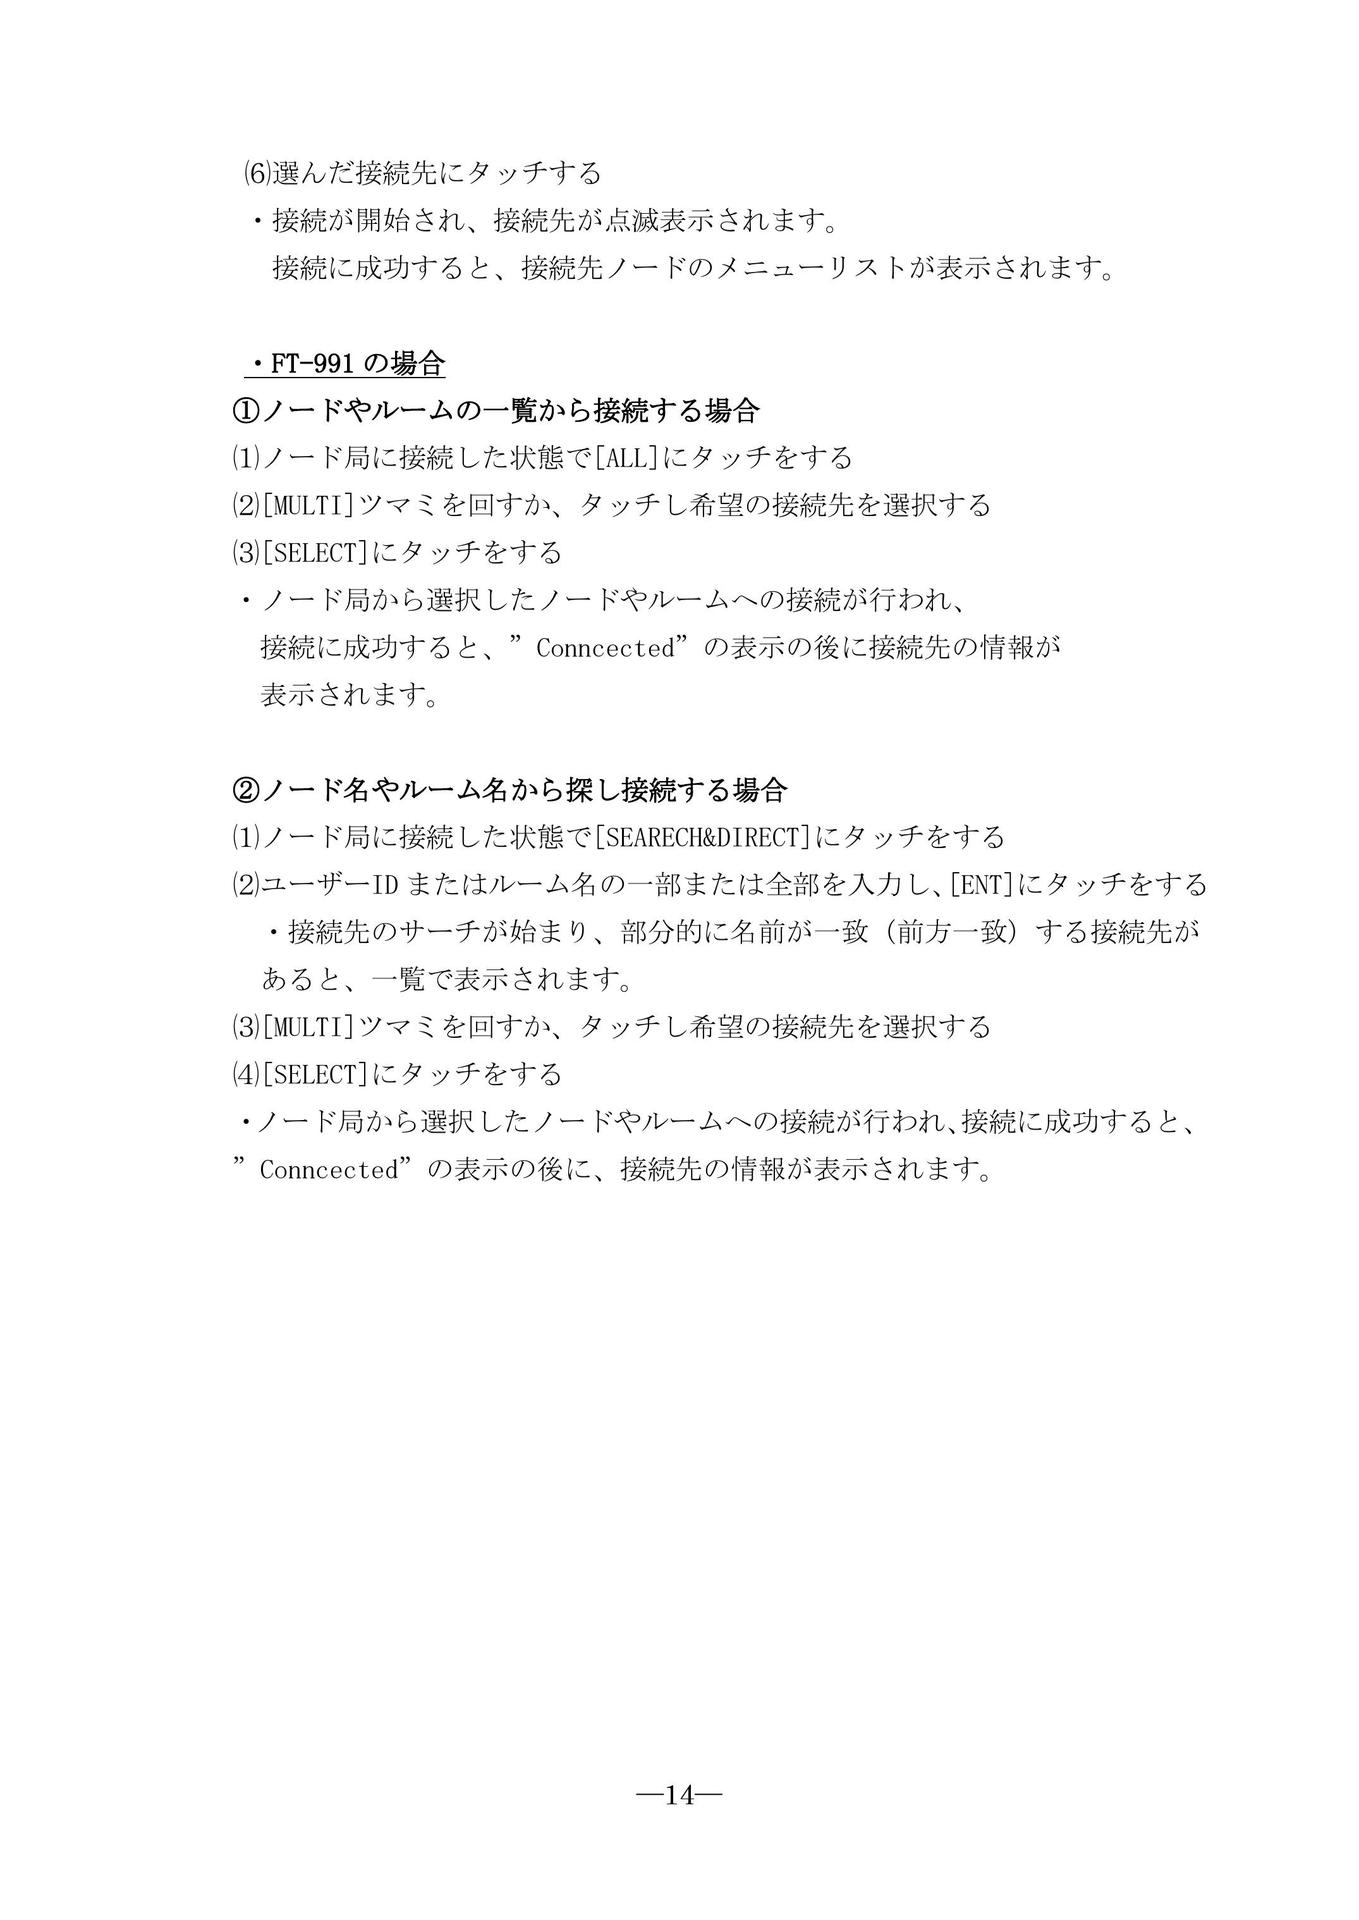 ⑹選んだ接続先にタッチする
・接続が開始され、接続先が点滅表示されます。
接続に成功すると、接続先ノードのメニューリストが表示されます。
・FT-991 の場合
①ノードやルームの一覧から接続する場合
⑴ノード局に接続した状態で[ALL]にタッチをする
⑵[MULTI]ツマミを回すか、タッチし希望の接続先を選択する
⑶[SELECT]にタッチをする
・ノード局から選択したノードやルームへの接続が行われ、
接続に成功すると、”Conncected”の表示の後に接続先の情報が
表示されます。
②ノード名やルーム名から探し接続する場合
⑴ノード局に接続した状態で[SEARECH&DIRECT]にタッチをする
⑵ユーザーID またはルーム名の一部または全部を入力し、[ENT]にタッチをする
・接続先のサーチが始まり、部分的に名前が一致（前方一致）する接続先が
あると、一覧で表示されます。
⑶[MULTI]ツマミを回すか、タッチし希望の接続先を選択する
⑷[SELECT]にタッチをする
・ノード局から選択したノードやルームへの接続が行われ、接続に成功すると、
”Conncected”の表示の後に、接続先の情報が表示されます。
―14―